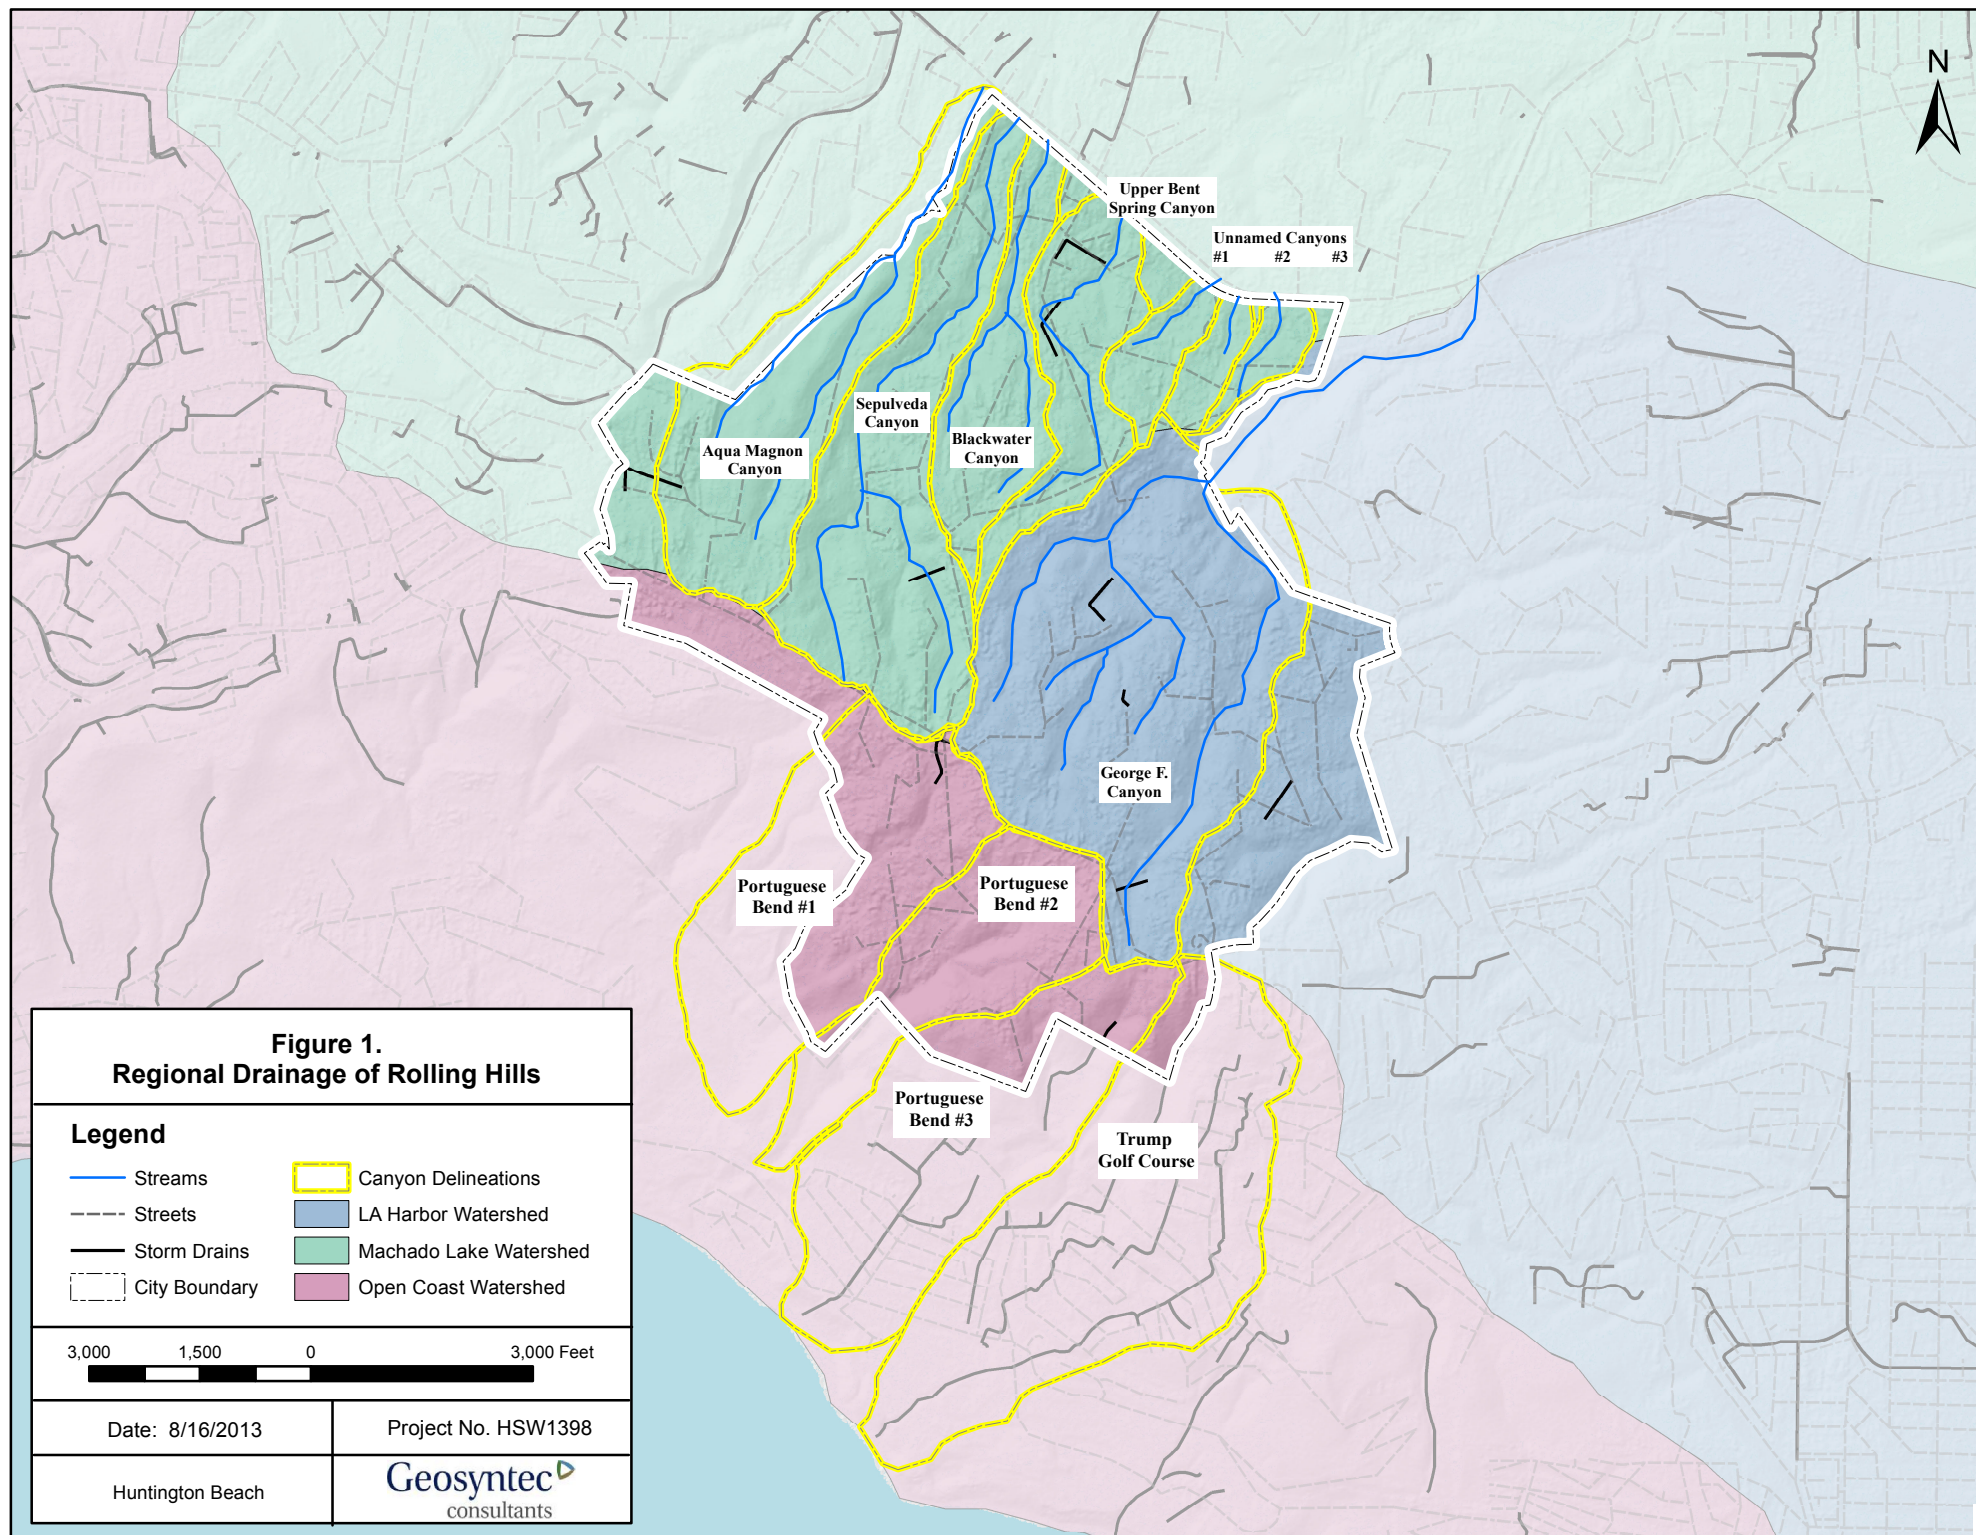 N
Upper Bent
Spring Canyon
Unnamed Canyons
#1 #2 #3
Sepulveda
Canyon
Blackwater
Canyon
Aqua Magnon
Canyon
George F.
Canyon
Portuguese
Bend #1
Portuguese
Bend #2
Portuguese
Bend #3
Trump
Golf Course
Figure 1.
Regional Drainage of Rolling Hills
Legend
Streams
Streets
Storm Drains
City Boundary
Canyon Delineations
LA Harbor Watershed
Machado Lake Watershed
Open Coast Watershed
3,000 1,500 0 3,000 Feet
Date: 8/16/2013
Project No. HSW1398
Huntington Beach
Geosyntec
consultants